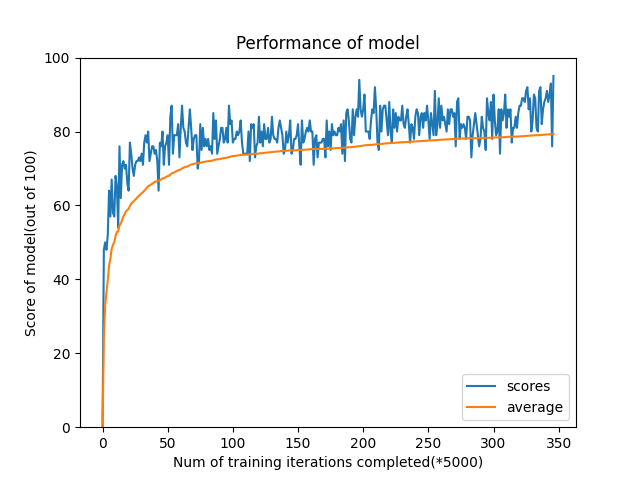 Performance of model
Score of model(out of 100)
100
80
60
40
20
0
0 50 100 150 200 250 300 350
Num of training iterations completed(*5000)
scores
average